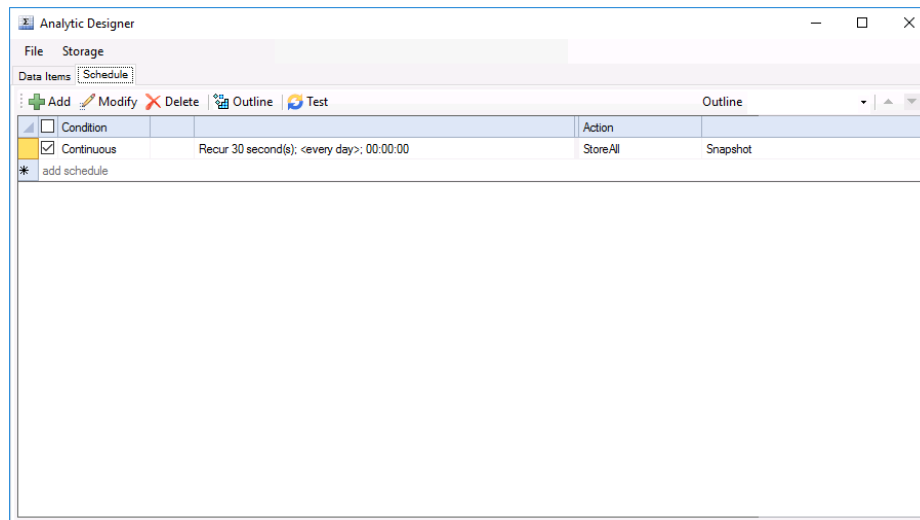 Analytic Designer
File Storage
Data Items Schedule
Add Modify Delete Outline Test Outline
Condition Action
Continuous Recur 30 second(s); <every day>; 00:00:00 StoreAll Snapshot
add schedule